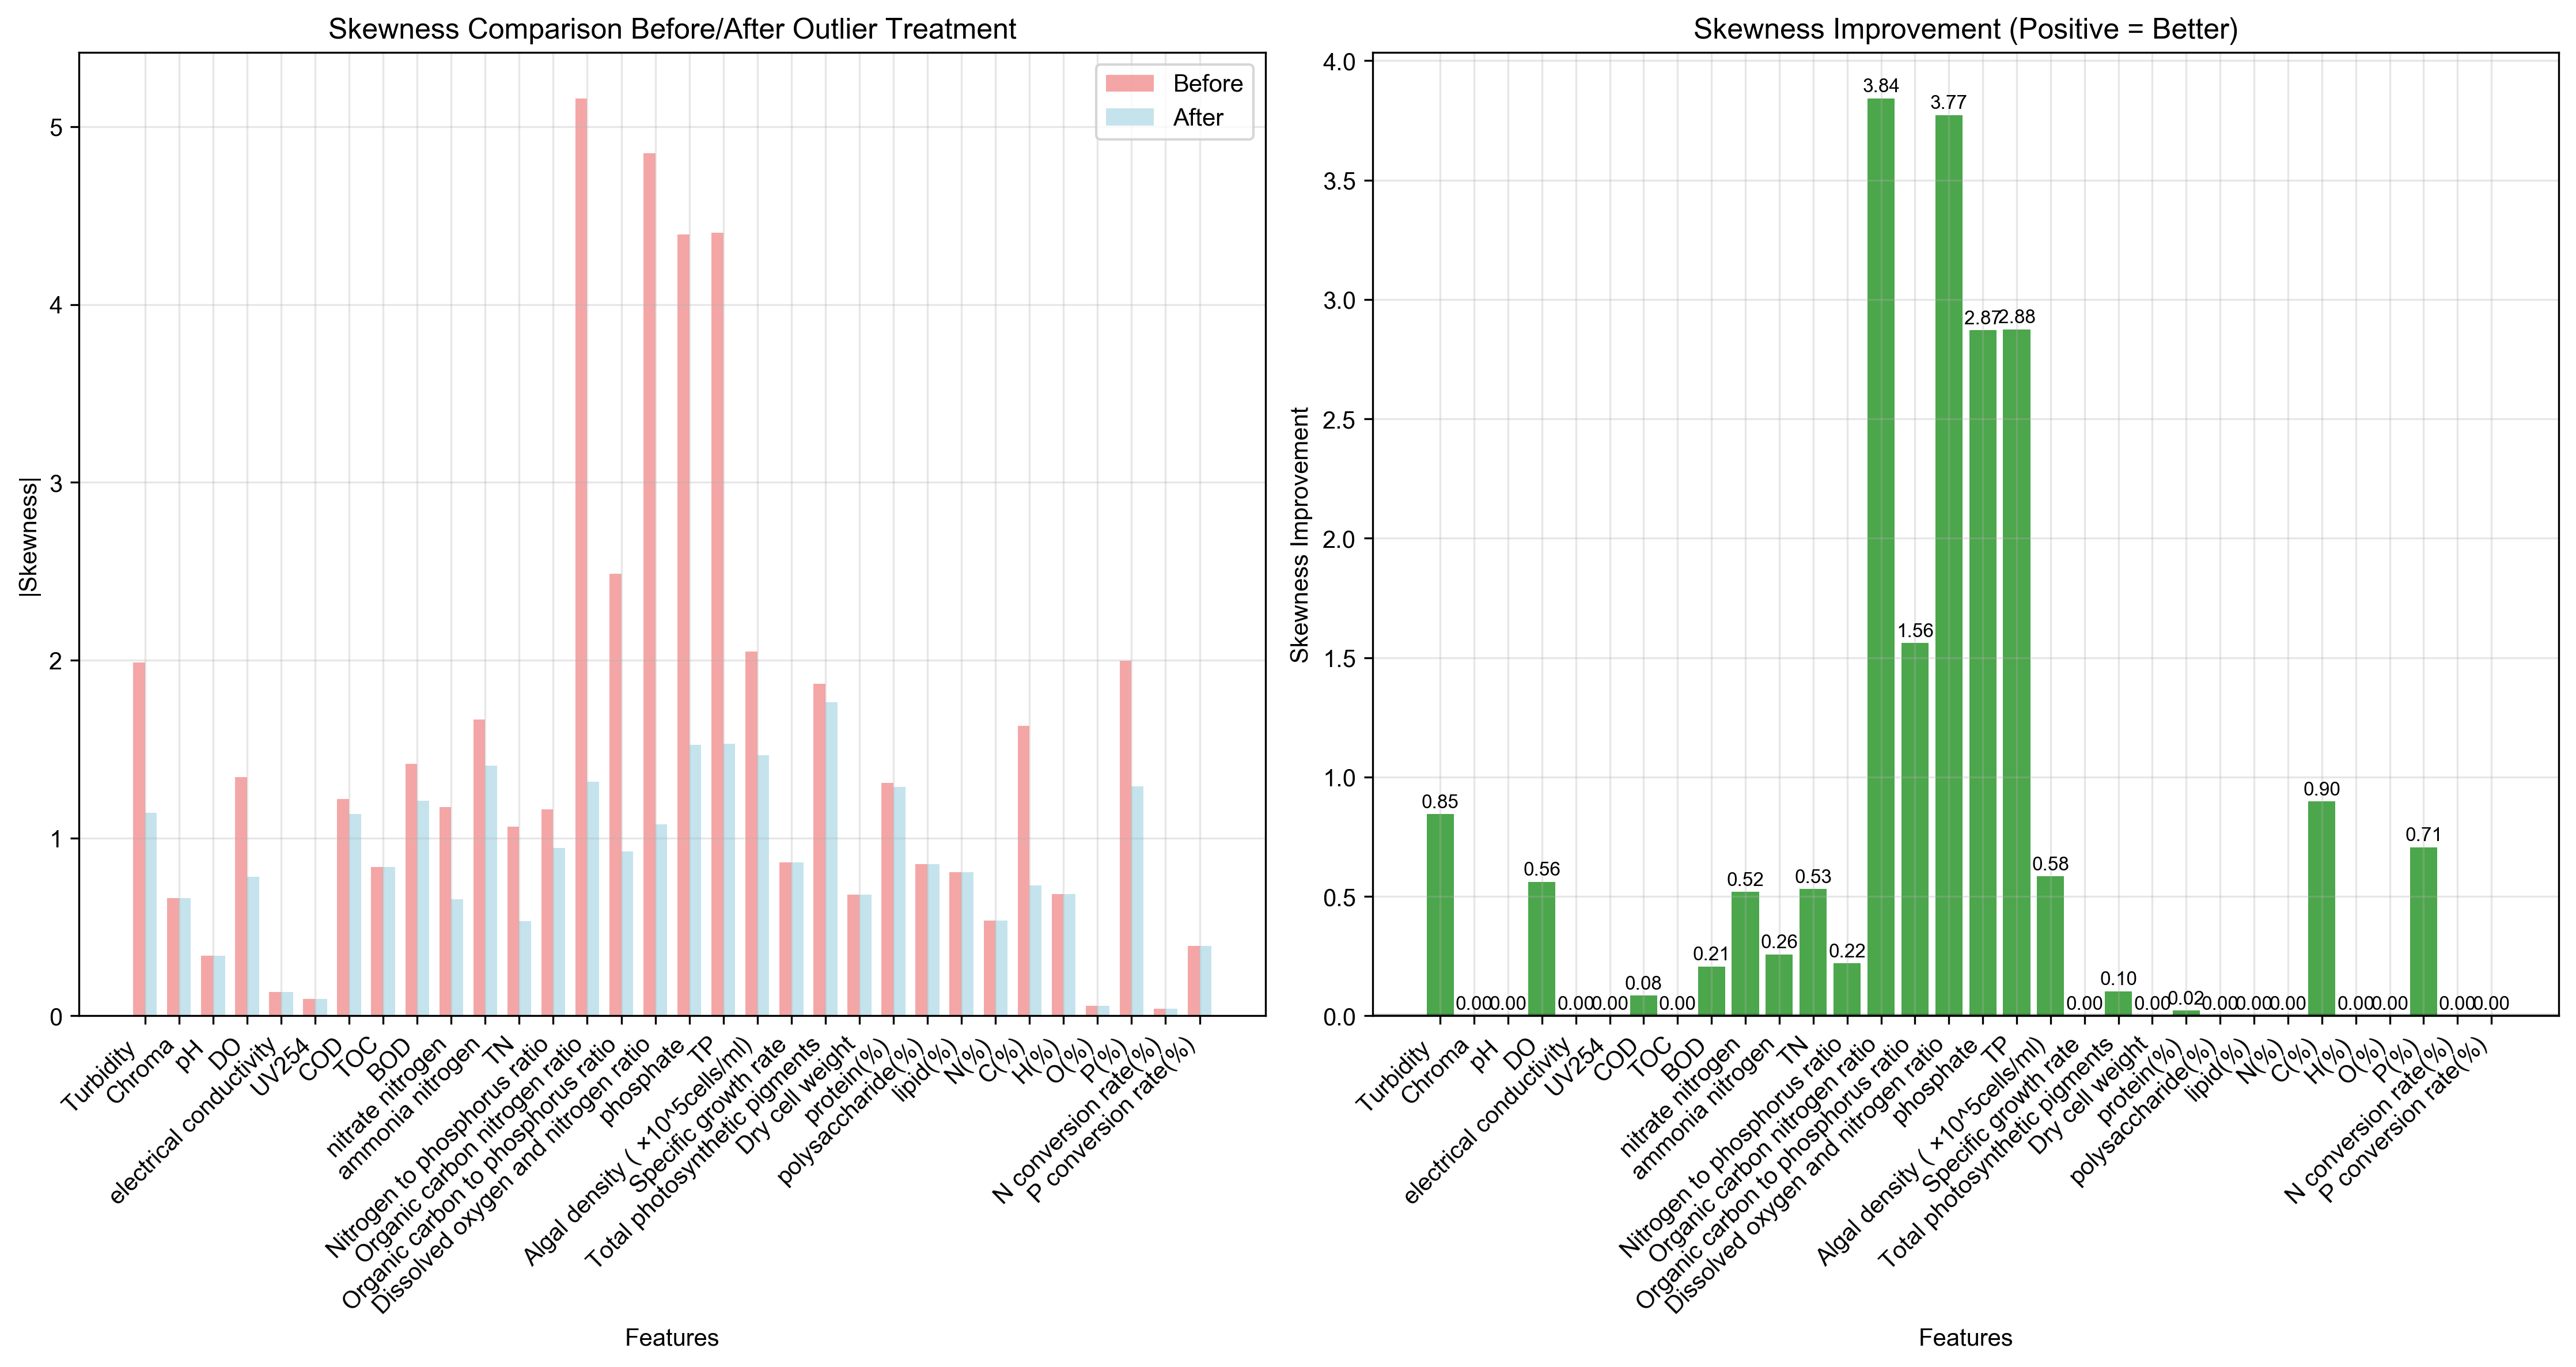 Skewness Comparison Before/After Outlier Treatment
Before
After
|Skewness|
5
4
3
2
1
0
Turbidity
Chroma
pH
DO
electrical conductivity
UV254
COD
TOC
BOD
nitrate nitrogen
ammonia nitrogen
TN
Nitrogen to phosphorus ratio
Organic carbon nitrogen ratio
Organic carbon to phosphorus ratio
Dissolved oxygen and nitrogen ratio
phosphate
TP
Algal density ( ×10^5cells/ml)
Specific growth rate
Total photosynthetic pigments
Dry cell weight
protein(%)
polysaccharide(%)
lipid(%)
N(%)
C(%)
H(%)
O(%)
P(%)
N conversion rate(%)
P conversion rate(%)
Features
Skewness Improvement (Positive = Better)
Skewness Improvement
4.0
3.5
3.0
2.5
2.0
1.5
1.0
0.5
0.0
0.85
0.00
0.00
0.56
0.00
0.00
0.08
0.00
0.21
0.52
0.26
0.53
0.22
3.84
1.56
3.77
2.87
2.88
0.58
0.00
0.10
0.00
0.02
0.00
0.00
0.00
0.90
0.00
0.00
0.71
0.00
0.00
Turbidity
Chroma
pH
DO
electrical conductivity
UV254
COD
TOC
BOD
nitrate nitrogen
ammonia nitrogen
TN
Nitrogen to phosphorus ratio
Organic carbon nitrogen ratio
Organic carbon to phosphorus ratio
Dissolved oxygen and nitrogen ratio
phosphate
TP
Algal density ( ×10^5cells/ml)
Specific growth rate
Total photosynthetic pigments
Dry cell weight
protein(%)
polysaccharide(%)
lipid(%)
N(%)
C(%)
H(%)
O(%)
P(%)
N conversion rate(%)
P conversion rate(%)
Features